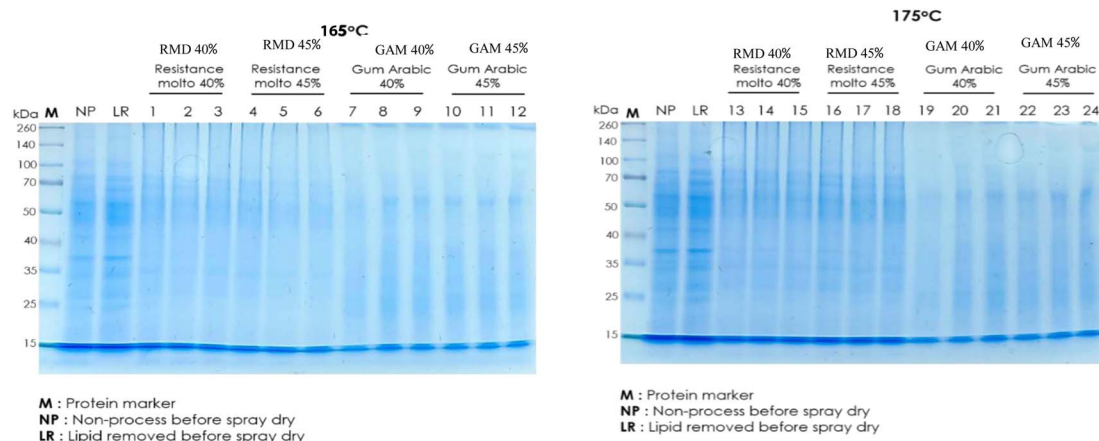 165°C
RMD 40% RMD 45% GAM 40% GAM 45%
Resistance molto 40% Resistance molto 45% Gum Arabic 40% Gum Arabic 45%
kDa M NP LR 1 2 3 4 5 6 7 8 9 10 11 12
260
140
100
70
50
40
35
25
15
M : Protein marker
NP : Non-process before spray dry
LR : Lipid removed before spray dry
175°C
RMD 40% RMD 45% GAM 40% GAM 45%
Resistance molto 40% Resistance molto 45% Gum Arabic 40% Gum Arabic 45%
kDa M NP LR 13 14 15 16 17 18 19 20 21 22 23 24
260
140
100
70
50
40
35
25
15
M : Protein marker
NP : Non-process before spray dry
LR : Lipid removed before spray dry